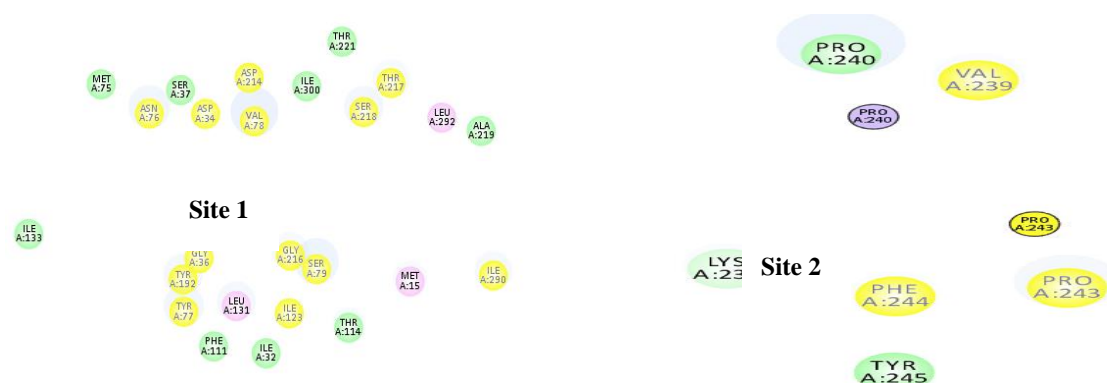 THR
A:221
MET
A:75
SER
A:37
ASP
A:214
ILE
A:300
THR
A:217
ASN
A:76
ASP
A:34
VAL
A:78
SER
A:218
LEU
A:292
ALA
A:219
Site 1
ILE
A:133
GLY
A:36
GLY
A:216
TYR
A:192
SER
A:79
MET
A:15
ILE
A:290
TYR
A:77
LEU
A:131
ILE
A:123
PHE
A:111
ILE
A:32
THR
A:114
PRO
A:240
VAL
A:239
PRO
A:240
PRO
A:243
LYS
A:23
Site 2
PHE
A:244
PRO
A:243
TYR
A:245